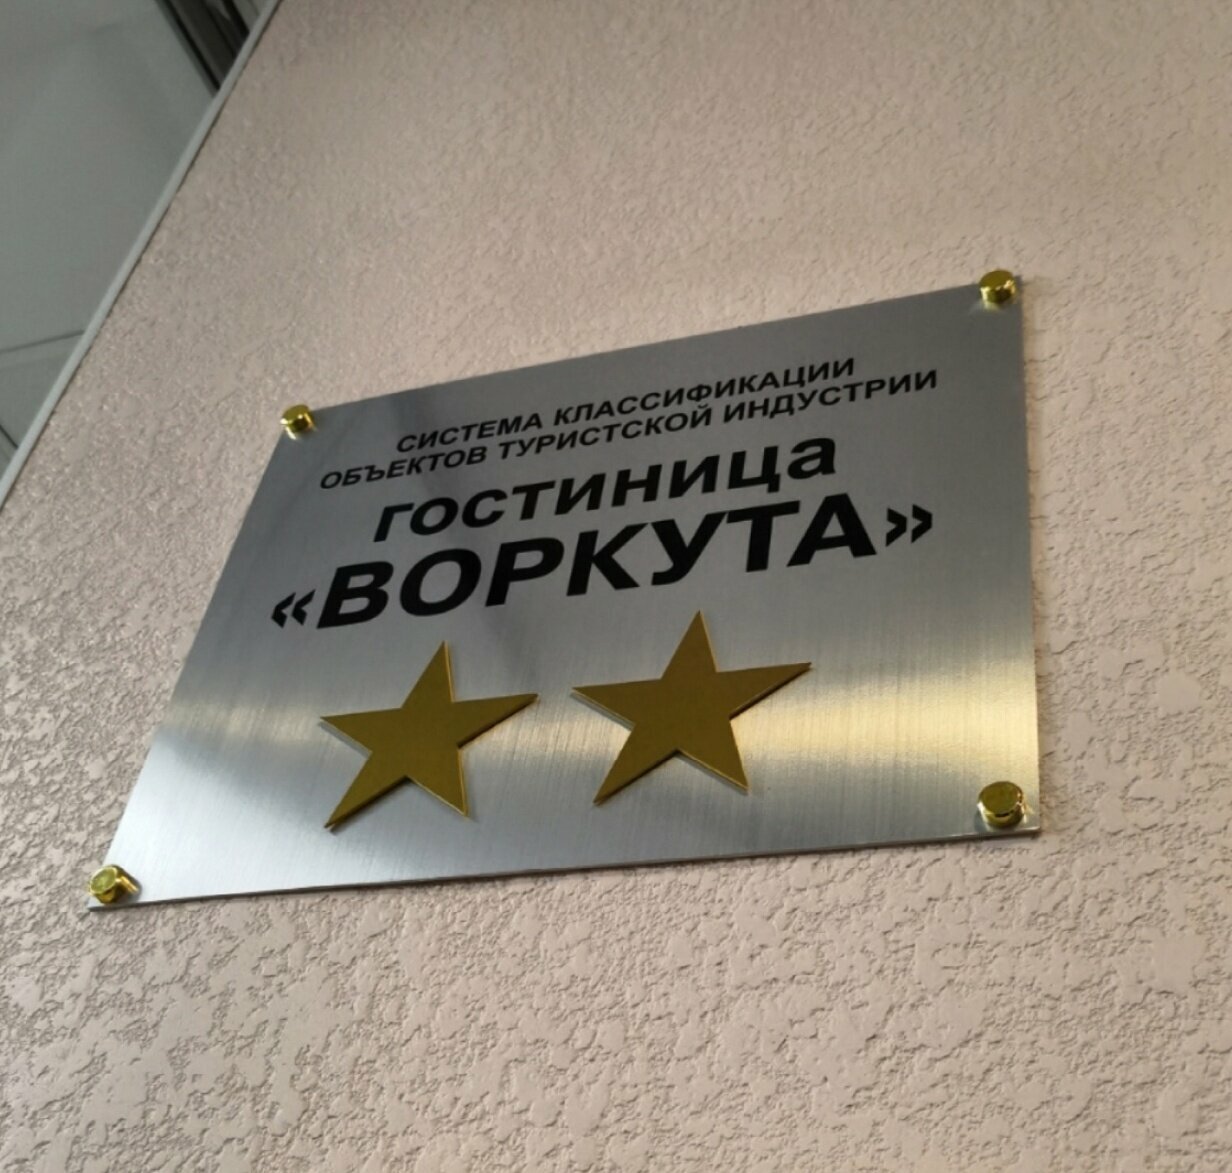 СИСТЕМА КЛАССИФИКАЦИИ
ОБЪЕКТОВ ТУРИСТСКОЙ ИНДУСТРИИ
ГОСТИНИЦа
«ВОРКУТА»